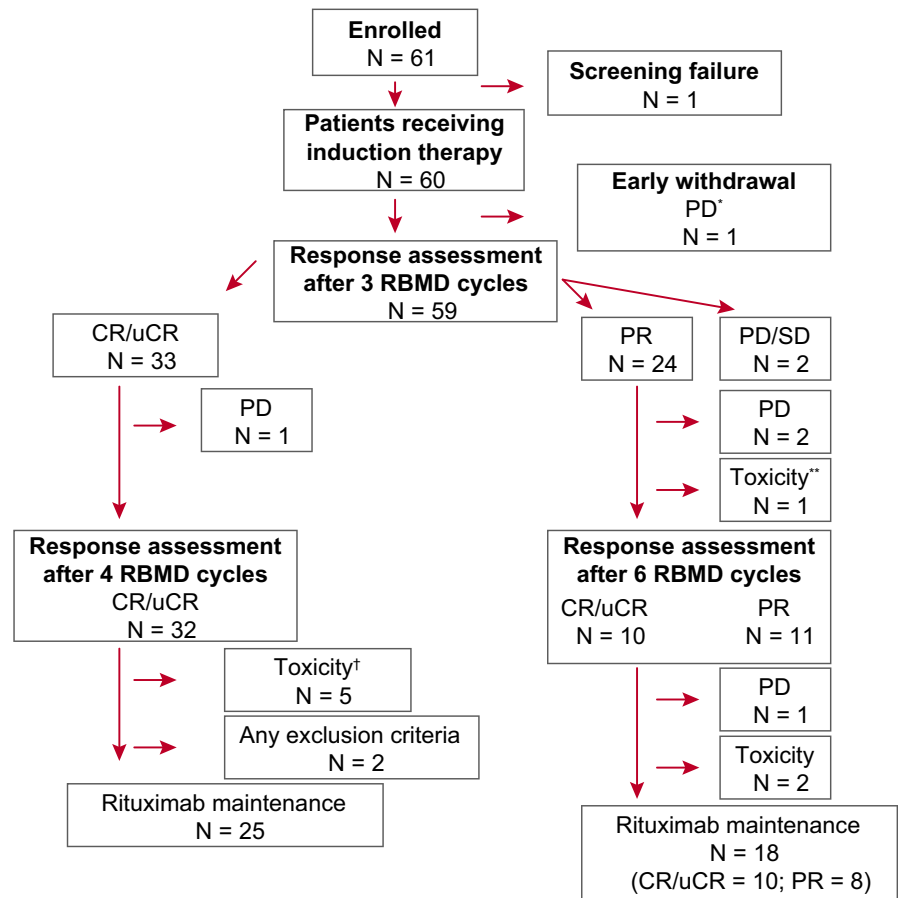 Enrolled
N = 61
Screening failure
N = 1
Patients receiving
induction therapy
N = 60
Early withdrawal
PD*
N = 1
Response assessment
after 3 RBMD cycles
N = 59
CR/uCR
N = 33
PR
N = 24
PD/SD
N = 2
PD
N = 1
PD
N = 2
Toxicity**
N = 1
Response assessment
after 4 RBMD cycles
CR/uCR
N = 32
Response assessment
after 6 RBMD cycles
CR/uCR PR
N = 10 N = 11
Toxicity†
N = 5
Any exclusion criteria
N = 2
PD
N = 1
Toxicity
N = 2
Rituximab maintenance
N = 25
Rituximab maintenance
N = 18
(CR/uCR = 10; PR = 8)